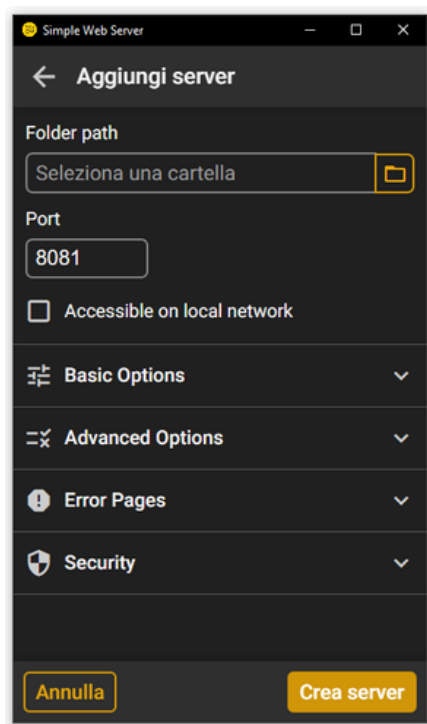 Simple Web Server
Aggiungi server
Folder path
Seleziona una cartella
Port
8081
Accessible on local network
Basic Options
Advanced Options
Error Pages
Security
Annulla
Crea server